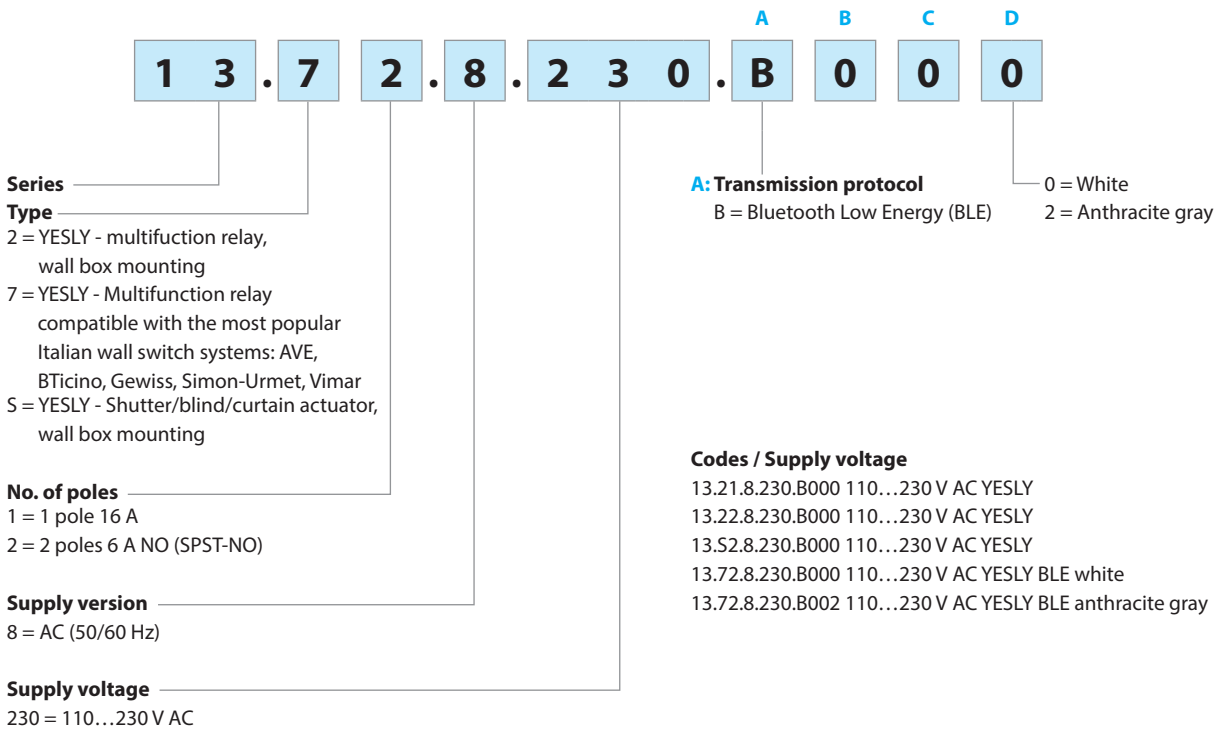 A B C D
1 3 . 7 2 . 8 . 2 3 0 . B 0 0 0
Series
Type
2 = YESLY - multifuction relay,
wall box mounting
7 = YESLY - Multifunction relay
compatible with the most popular
Italian wall switch systems: AVE,
BTicino, Gewiss, Simon-Urmet, Vimar
S = YESLY - Shutter/blind/curtain actuator,
wall box mounting
No. of poles
1 = 1 pole 16 A
2 = 2 poles 6 A NO (SPST-NO)
Supply version
8 = AC (50/60 Hz)
Supply voltage
230 = 110…230 V AC
A: Transmission protocol
B = Bluetooth Low Energy (BLE)
0 = White
2 = Anthracite gray
Codes / Supply voltage
13.21.8.230.B000 110…230 V AC YESLY
13.22.8.230.B000 110…230 V AC YESLY
13.S2.8.230.B000 110…230 V AC YESLY
13.72.8.230.B000 110…230 V AC YESLY BLE white
13.72.8.230.B002 110…230 V AC YESLY BLE anthracite gray